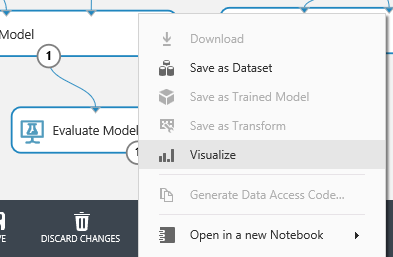 Model
1
Download
Save as Dataset
Save as Trained Model
Save as Transform
Evaluate Model
Visualize
Generate Data Access Code...
DISCARD CHANGES
Open in a new Notebook